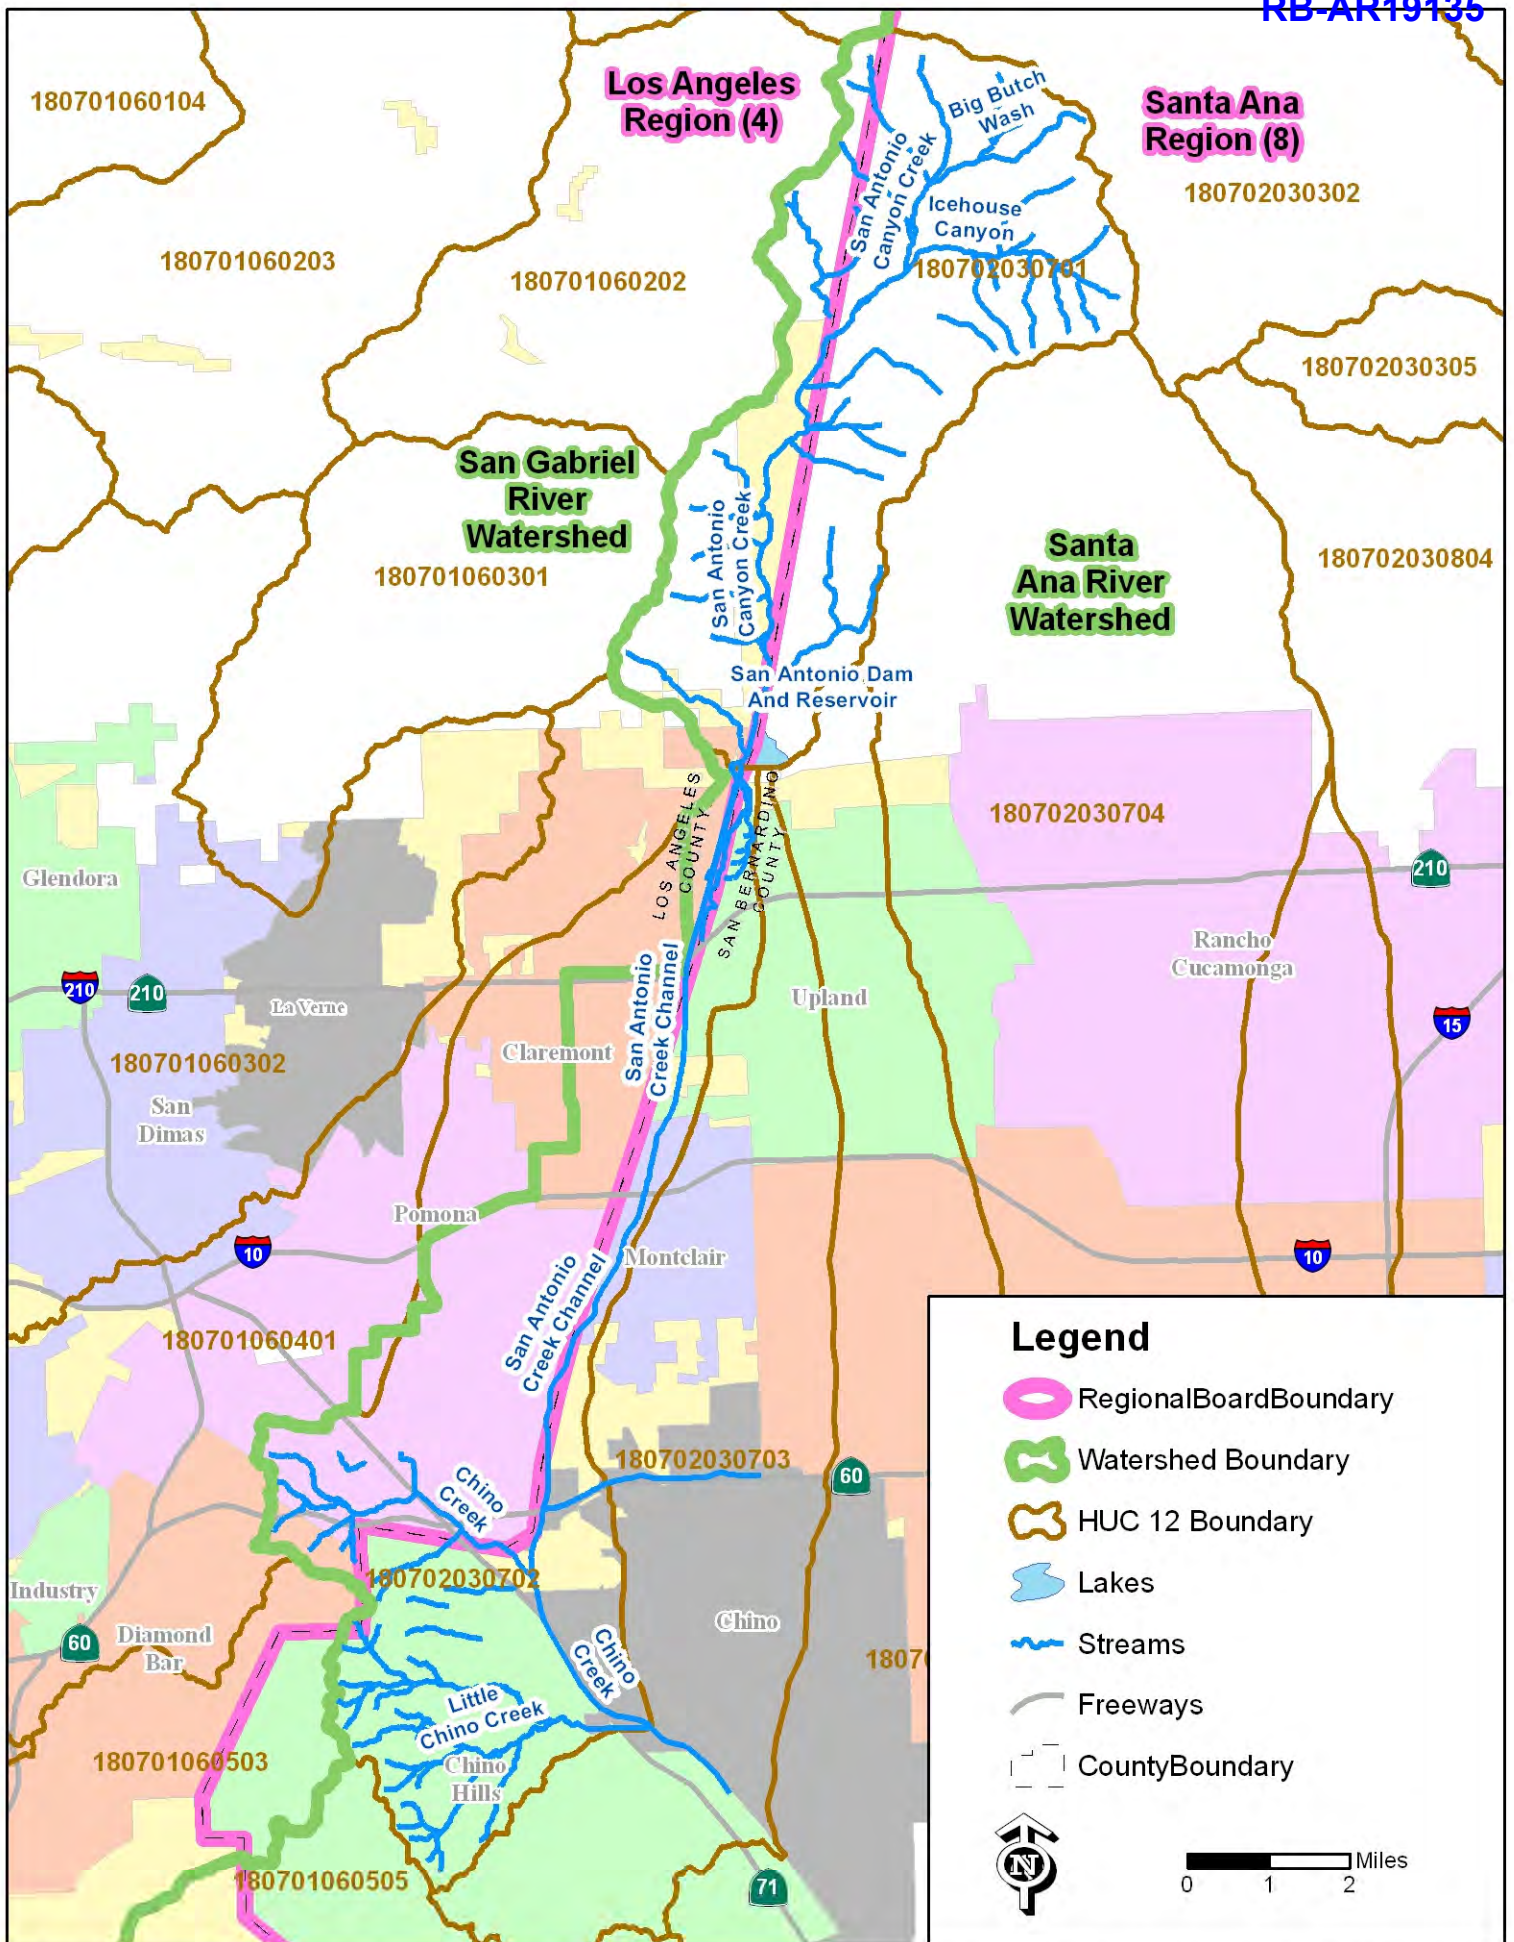 RB-AR19135
180701060104
Los Angeles
Region (4)
Big Butch
Wash
Santa Ana
Region (8)
San Antonio
Canyon Creek
180702030302
Icehouse
Canyon
180701060203
180701060202
180702030701
180702030305
San Gabriel
River
Watershed
San Antonio
Canyon Creek
Santa
Ana River
Watershed
180702030804
180701060301
San Antonio Dam
And Reservoir
LOS ANGELES
COUNTY
SAN BERNARDINO
COUNTY
180702030704
Glendora
210
Rancho
Cucamonga
210
210
La Verne
San Antonio
Creek Channel
Upland
15
Claremont
180701060302
San
Dimas
Pomona
10
Montclair
10
San Antonio
Creek Channel
180701060401
180702030703
60
Chino
Creek
180702030702
Industry
60
Diamond
Bar
Chino
Chino
Creek
1807
Little
Chino Creek
180701060503
Chino
Hills
180701060505
71
Legend
RegionalBoardBoundary
Watershed Boundary
HUC 12 Boundary
Lakes
Streams
Freeways
CountyBoundary
N
Miles
0 1 2